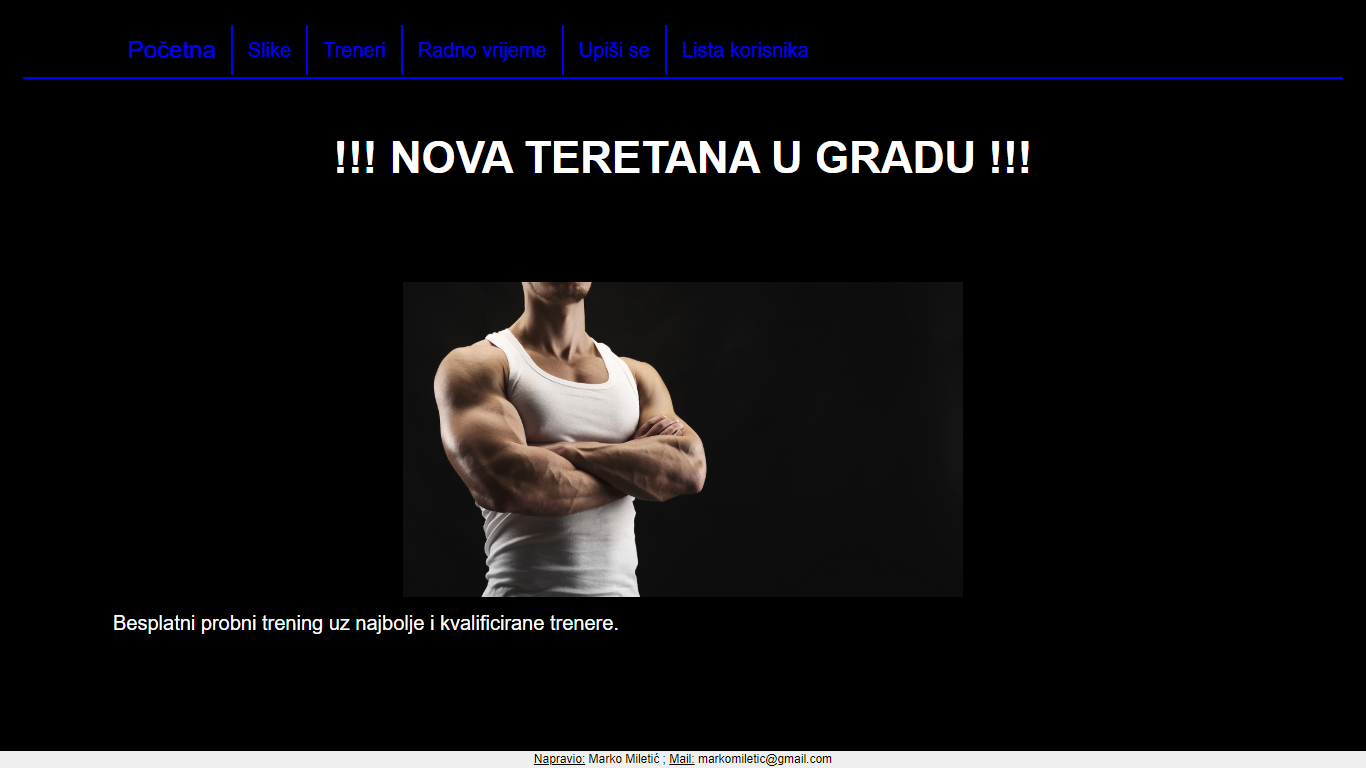 Početna Slike Treneri Radno vrijeme Upiši se Lista korisnika
!!! NOVA TERETANA U GRADU !!!
Besplatni probni trening uz najbolje i kvalificirane trenere.
Napravio: Marko Miletić ; Mail: markomiletic@gmail.com